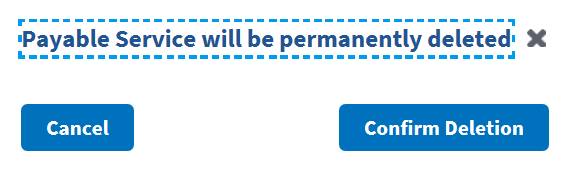 Payable Service will be permanently deleted
Cancel
Confirm Deletion